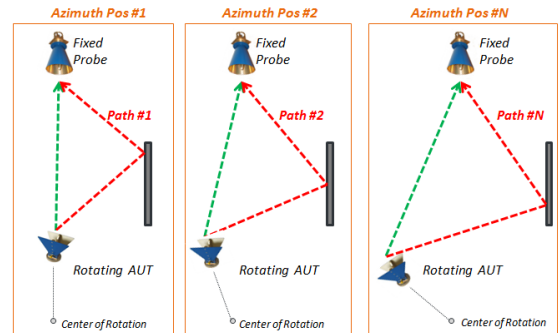 Azimuth Pos #1
Fixed
Probe
Path #1
Rotating AUT
Center of Rotation
Azimuth Pos #2
Fixed
Probe
Path #2
Rotating AUT
Center of Rotation
Azimuth Pos #N
Fixed
Probe
Path #N
Rotating AUT
Center of Rotation